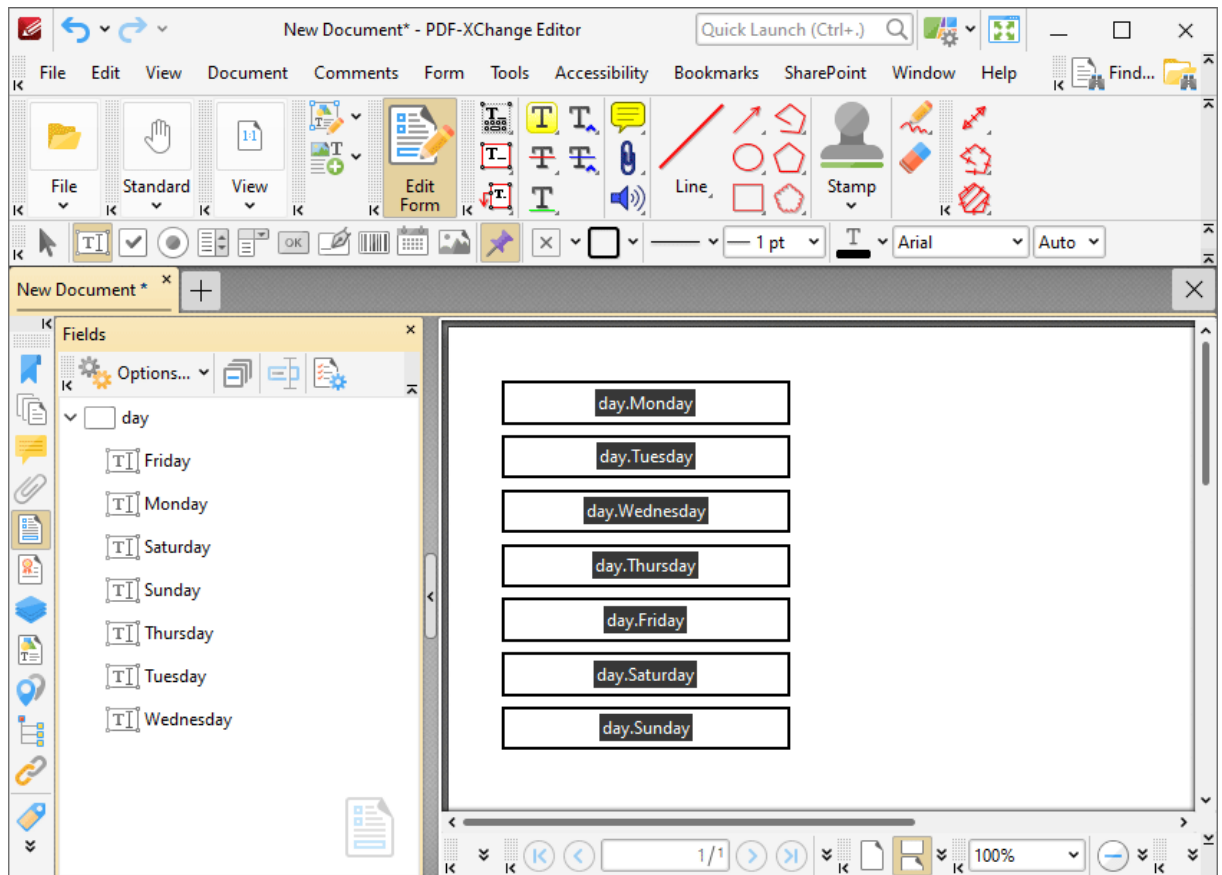 New Document* - PDF-XChange Editor
Quick Launch (Ctrl+.)
File Edit View Document Comments Form Tools Accessibility Bookmarks SharePoint Window Help
Find...
1:1
File
Standard
View
Edit Form
Line
Stamp
OK
1 pt
Arial
Auto
New Document *
Fields
Options...
day
Friday
Monday
Saturday
Sunday
Thursday
Tuesday
Wednesday
day.Monday
day.Tuesday
day.Wednesday
day.Thursday
day.Friday
day.Saturday
day.Sunday
1/1
100%